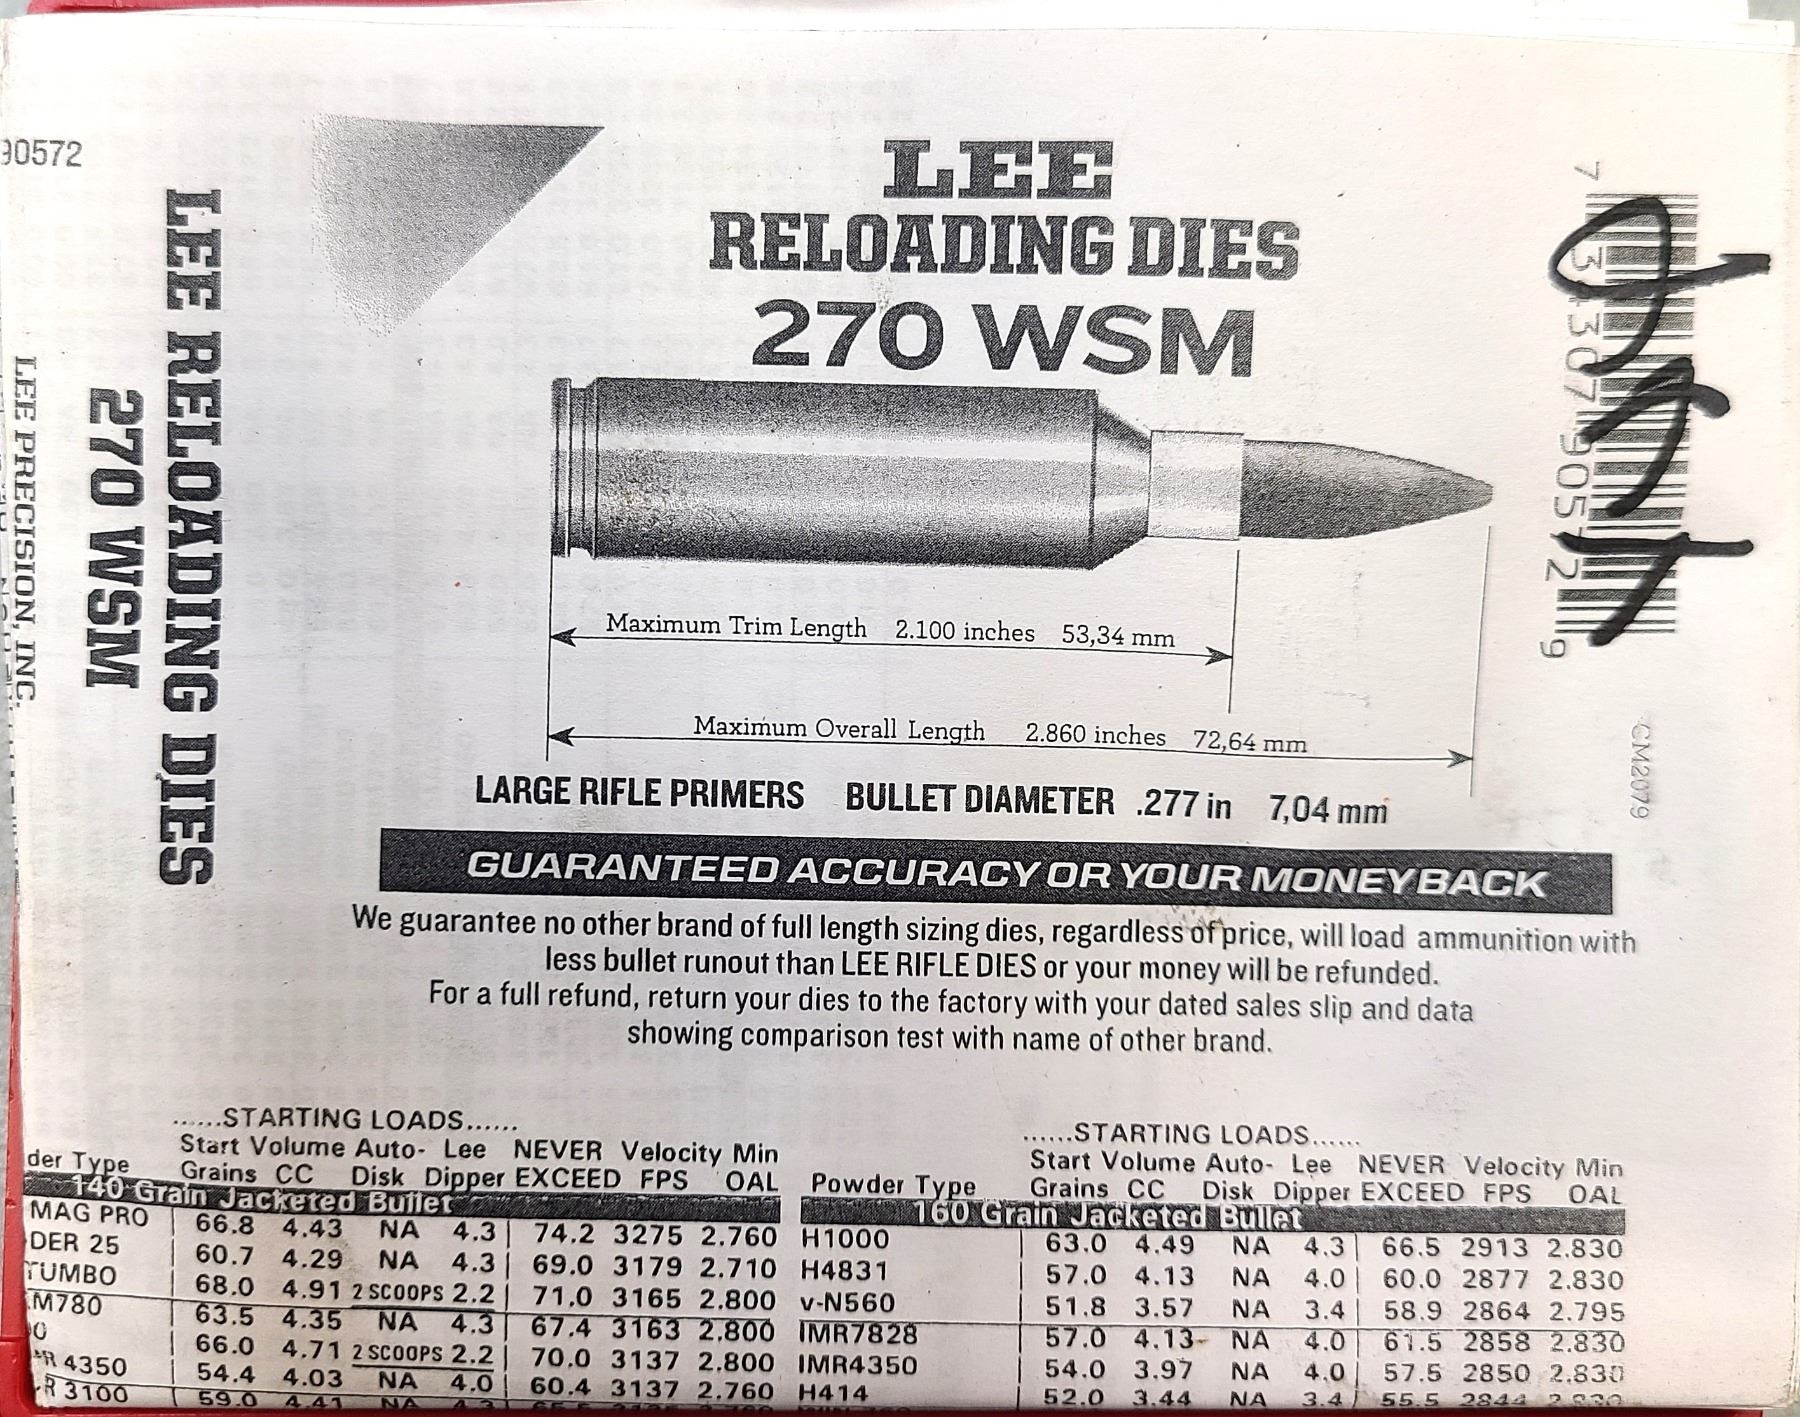 90572
LEE PRECISION, INC.
LEE RELOADING DIES
270 WSM
LEE
RELOADING DIES
270 WSM
7 34307 90572 9
CM2079
Maximum Trim Length 2.100 inches 53,34 mm
Maximum Overall Length 2.860 inches 72,64 mm
LARGE RIFLE PRIMERS BULLET DIAMETER .277 in 7,04 mm
GUARANTEED ACCURACY OR YOUR MONEY BACK
We guarantee no other brand of full length sizing dies, regardless of price, will load ammunition with
less bullet runout than LEE RIFLE DIES or your money will be refunded.
For a full refund, return your dies to the factory with your dated sales slip and data
showing comparison test with name of other brand.
......STARTING LOADS......
Start Volume Auto- Lee NEVER Velocity Min
der Type Grains CC Disk Dipper EXCEED FPS OAL
140 Grain Jacketed Bullet
MAG PRO 66.8 4.43 NA 4.3 74.2 3275 2.760
DER 25 60.7 4.29 NA 4.3 69.0 3179 2.710
TUMBO 68.0 4.91 2 SCOOPS 2.2 71.0 3165 2.800
M780 63.5 4.35 NA 4.3 67.4 3163 2.800
0 66.0 4.71 2 SCOOPS 2.2 70.0 3137 2.800
R 4350 54.4 4.03 NA 4.0 60.4 3137 2.760
R 3100 59.0 4.41 NA 4.3
......STARTING LOADS......
Start Volume Auto- Lee NEVER Velocity Min
Powder Type Grains CC Disk Dipper EXCEED FPS OAL
160 Grain Jacketed Bullet
H1000 63.0 4.49 NA 4.3 66.5 2913 2.830
H4831 57.0 4.13 NA 4.0 60.0 2877 2.830
v-N560 51.8 3.57 NA 3.4 58.9 2864 2.795
IMR7828 57.0 4.13 NA 4.0 61.5 2858 2.830
IMR4350 54.0 3.97 NA 4.0 57.5 2850 2.830
H414 52.0 3.44 NA 3.4 55.5 2844 2.830